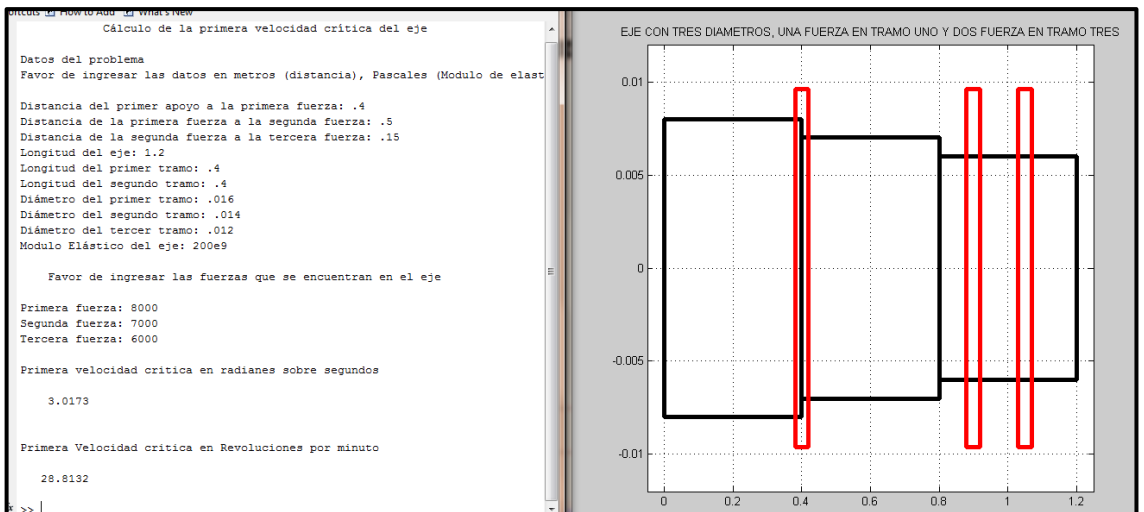 ortcuts How to Add What's New
Cálculo de la primera velocidad crítica del eje
Datos del problema
Favor de ingresar las datos en metros (distancia), Pascales (Modulo de elast
Distancia del primer apoyo a la primera fuerza: .4
Distancia de la primera fuerza a la segunda fuerza: .5
Distancia de la segunda fuerza a la tercera fuerza: .15
Longitud del eje: 1.2
Longitud del primer tramo: .4
Longitud del segundo tramo: .4
Diámetro del primer tramo: .016
Diámetro del segundo tramo: .014
Diámetro del tercer tramo: .012
Modulo Elástico del eje: 200e9
Favor de ingresar las fuerzas que se encuentran en el eje
Primera fuerza: 8000
Segunda fuerza: 7000
Tercera fuerza: 6000
Primera velocidad critica en radianes sobre segundos
3.0173
Primera Velocidad critica en Revoluciones por minuto
28.8132
>>
EJE CON TRES DIAMETROS, UNA FUERZA EN TRAMO UNO Y DOS FUERZA EN TRAMO TRES
0.01
0.005
0
-0.005
-0.01
0 0.2 0.4 0.6 0.8 1 1.2